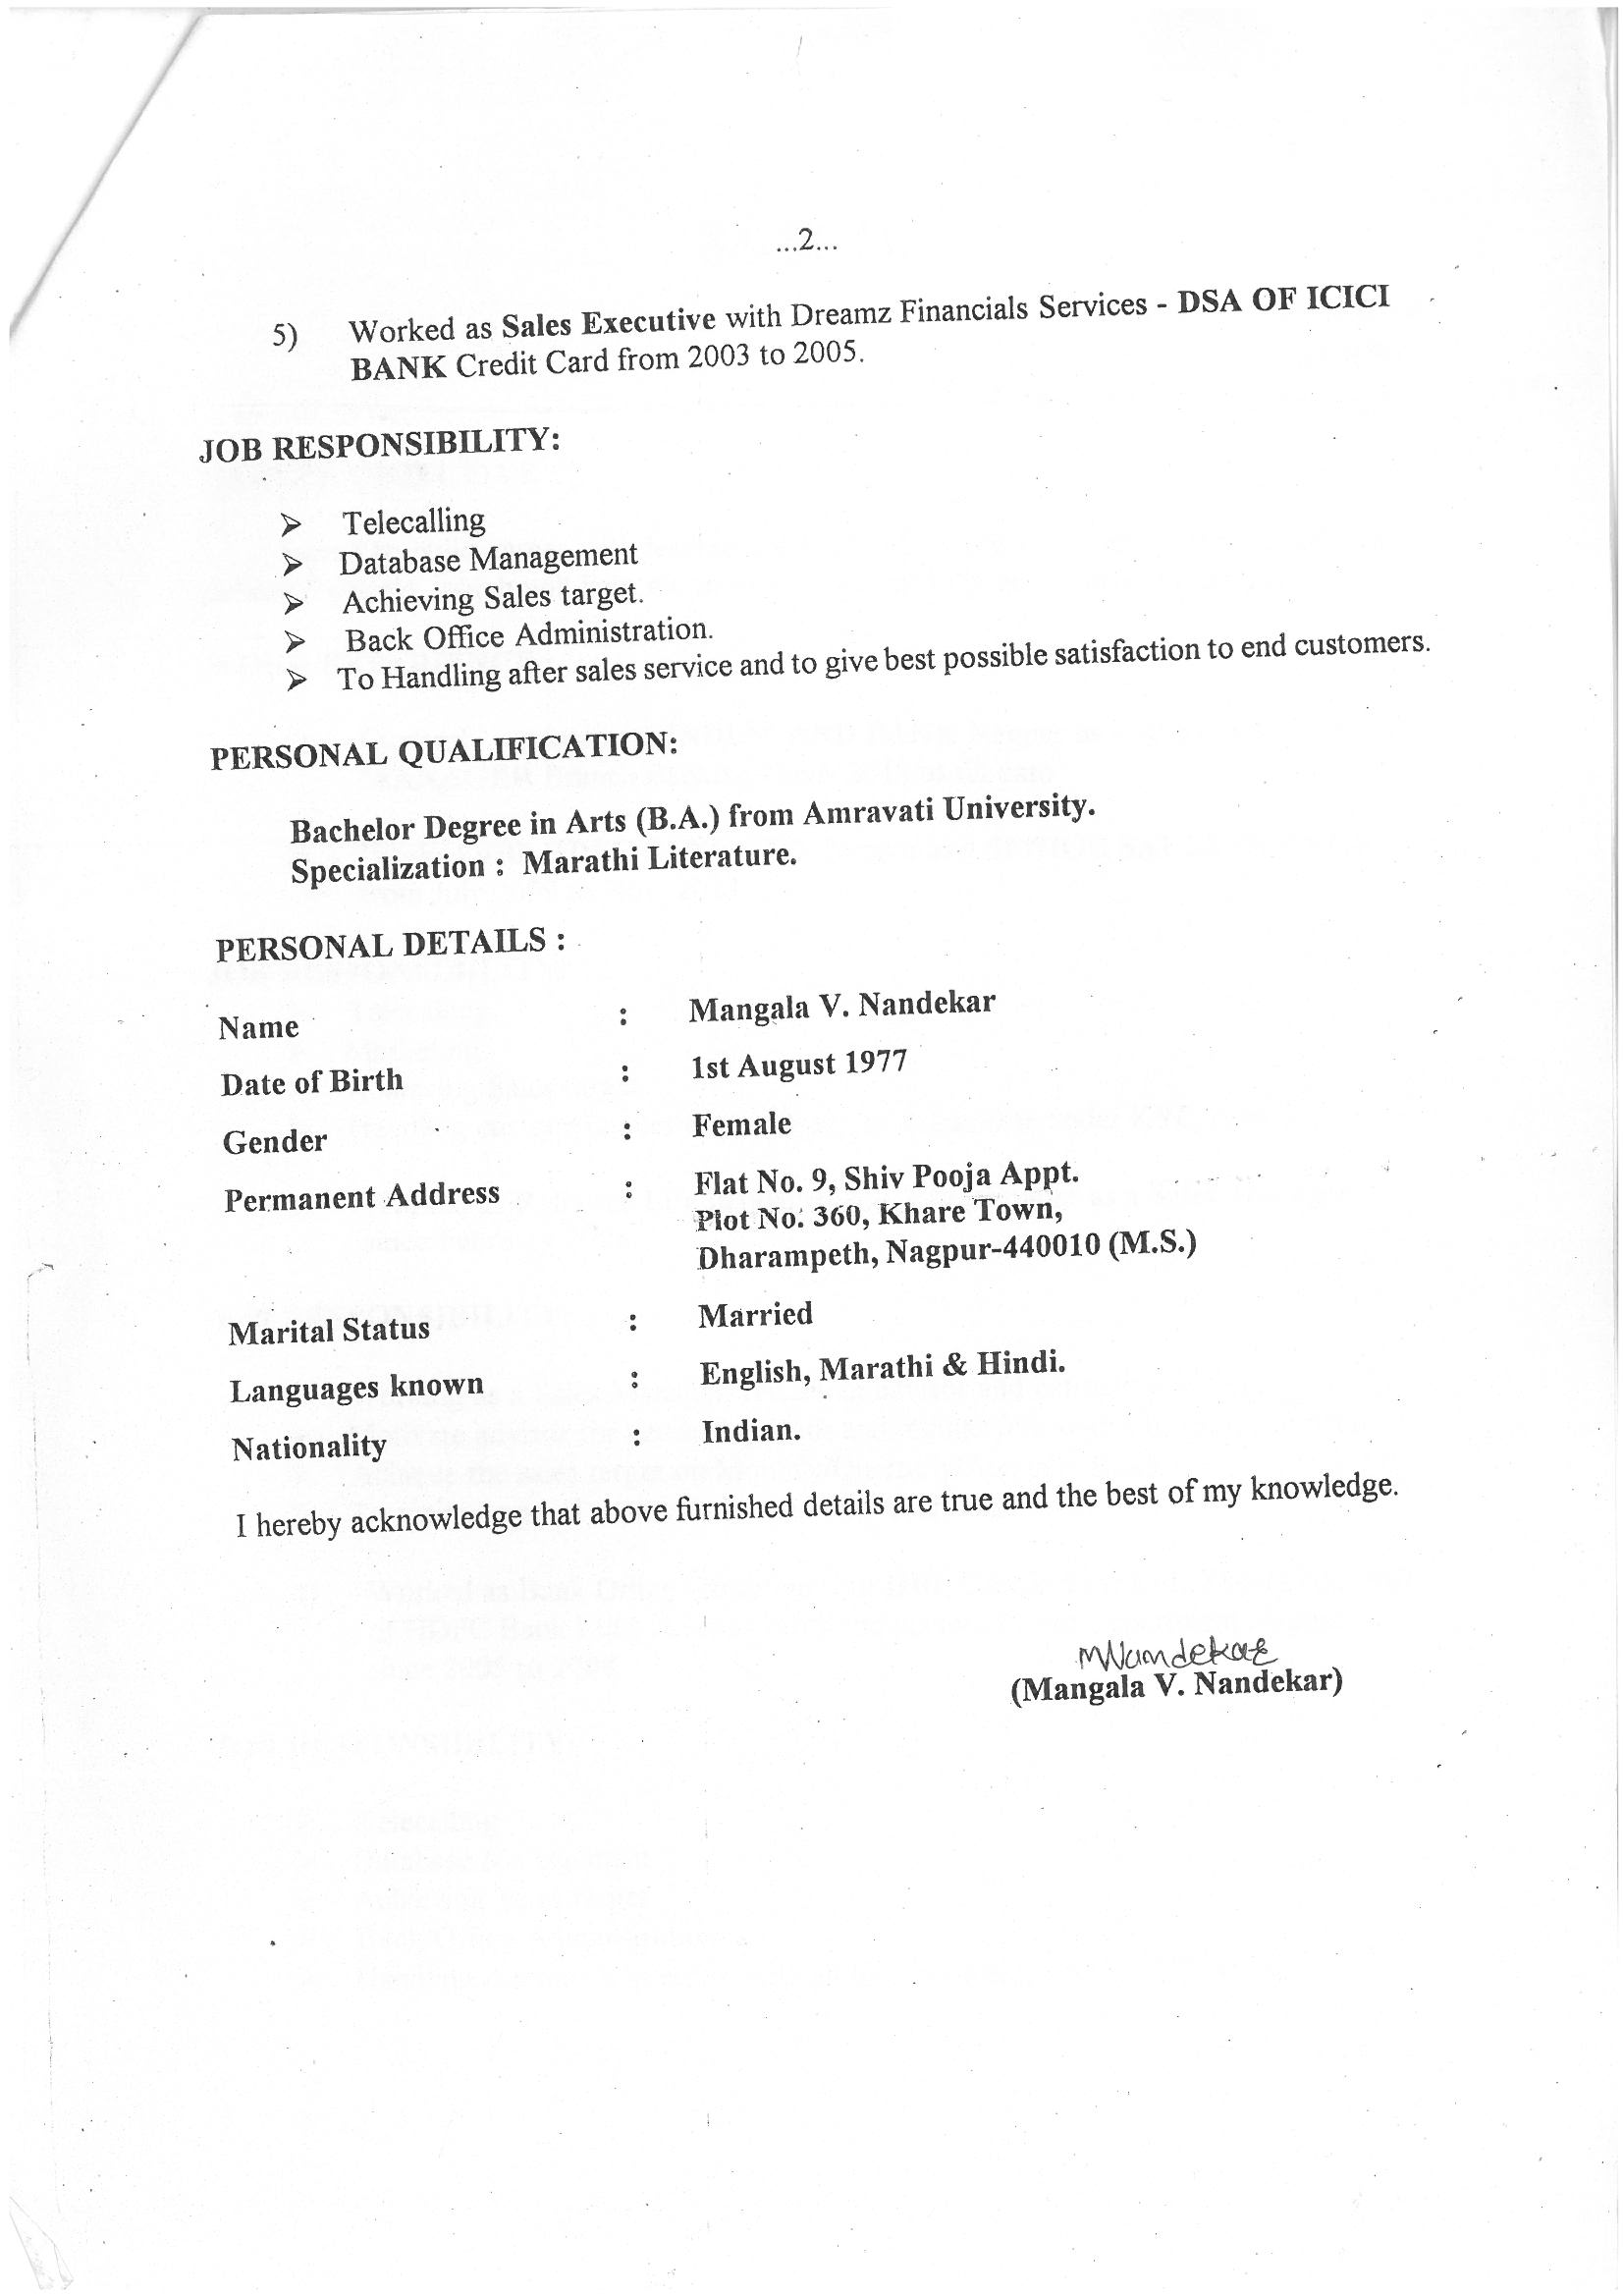 ...2...
5) Worked as Sales Executive with Dreamz Financials Services - DSA OF ICICI
BANK Credit Card from 2003 to 2005.
JOB RESPONSIBILITY:
➤ Telecalling
➤ Database Management
➤ Achieving Sales target.
➤ Back Office Administration.
➤ To Handling after sales service and to give best possible satisfaction to end customers.
PERSONAL QUALIFICATION:
Bachelor Degree in Arts (B.A.) from Amravati University.
Specialization : Marathi Literature.
PERSONAL DETAILS :
Name : Mangala V. Nandekar
Date of Birth : 1st August 1977
Gender : Female
Permanent Address : Flat No. 9, Shiv Pooja Appt.
Plot No. 360, Khare Town,
Dharampeth, Nagpur-440010 (M.S.)
Marital Status : Married
Languages known : English, Marathi & Hindi.
Nationality : Indian.
I hereby acknowledge that above furnished details are true and the best of my knowledge.
MNandekar
(Mangala V. Nandekar)